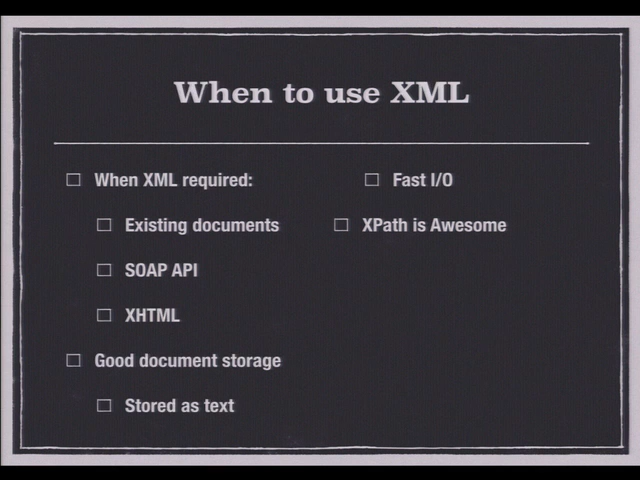 When to use XML
When XML required:
Existing documents
SOAP API
XHTML
Good document storage
Stored as text
Fast I/O
XPath is Awesome